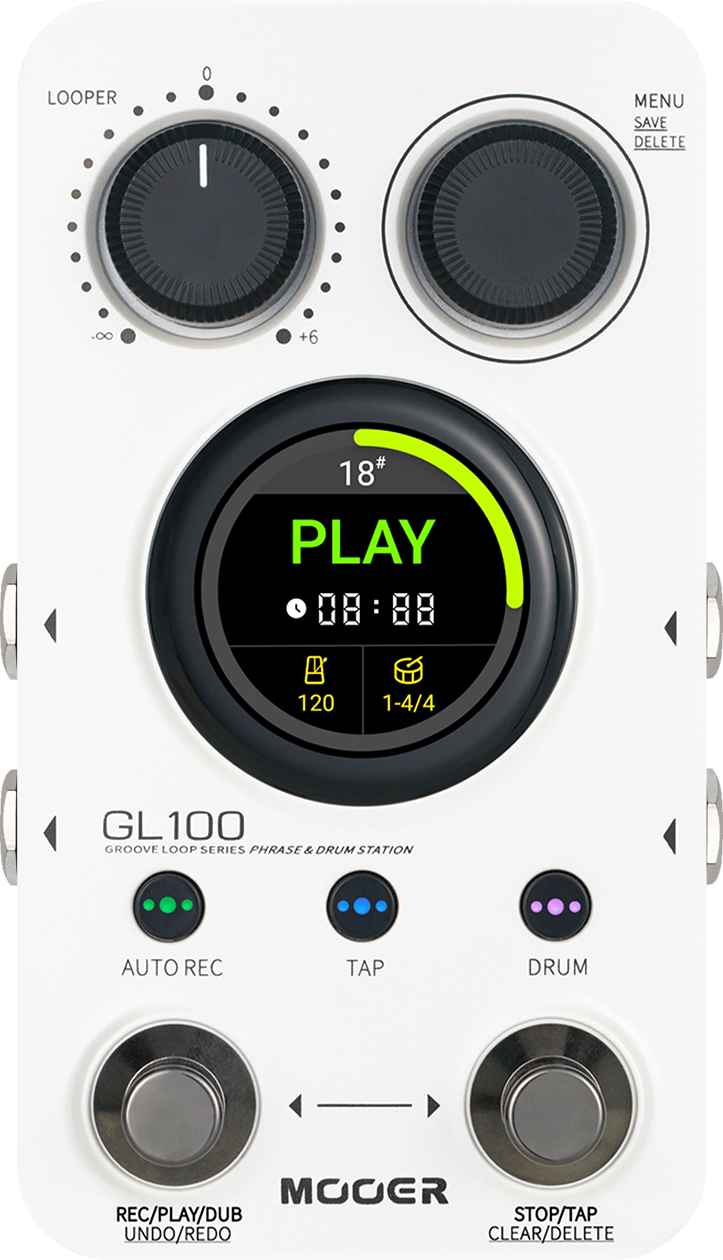 0
LOOPER
MENU
SAVE
DELETE
-∞
+6
18#
PLAY
08:88
120
1-4/4
GL100
GROOVE LOOP SERIES PHRASE & DRUM STATION
AUTO REC
TAP
DRUM
MOOER
REC/PLAY/DUB
UNDO/REDO
STOP/TAP
CLEAR/DELETE